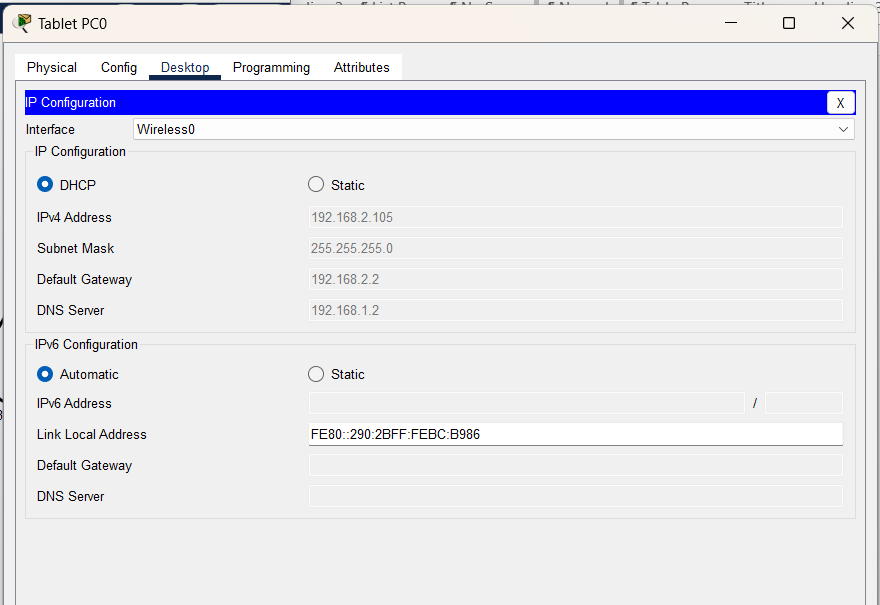 Tablet PC0
Physical Config Desktop Programming Attributes
IP Configuration X
Interface Wireless0
IP Configuration
DHCP Static
IPv4 Address 192.168.2.105
Subnet Mask 255.255.255.0
Default Gateway 192.168.2.2
DNS Server 192.168.1.2
IPv6 Configuration
Automatic Static
IPv6 Address /
Link Local Address FE80::290:2BFF:FEBC:B986
Default Gateway
DNS Server